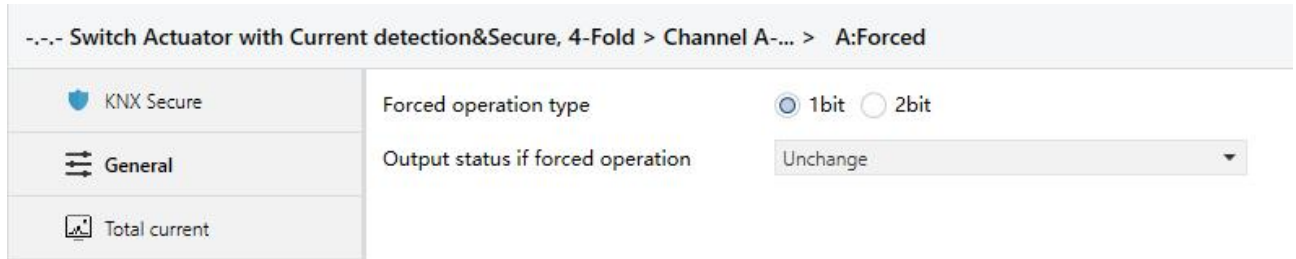 -.-.- Switch Actuator with Current detection&Secure, 4-Fold > Channel A-... > A:Forced
KNX Secure
Forced operation type 1bit 2bit
General
Output status if forced operation Unchange
Total current